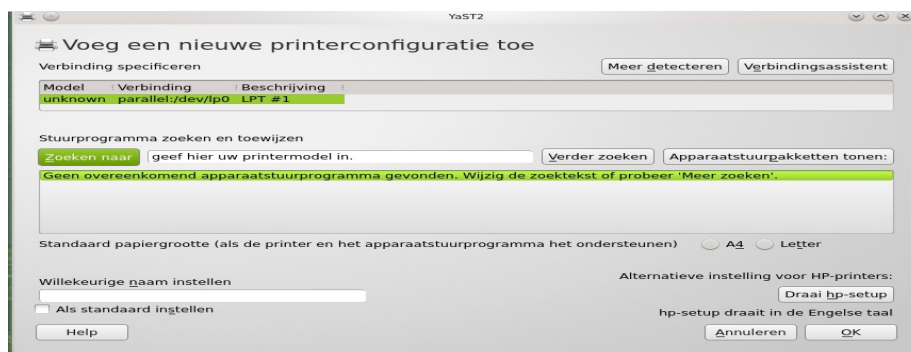 YaST2
Voeg een nieuwe printerconfiguratie toe
Verbinding specificeren
Meer detecteren
Verbindingsassistent
Model Verbinding Beschrijving
unknown parallel:/dev/lp0 LPT #1
Stuurprogramma zoeken en toewijzen
Zoeken naar
geef hier uw printermodel in.
Verder zoeken
Apparaatstuurpakketten tonen:
Geen overeenkomend apparaatstuurprogramma gevonden. Wijzig de zoektekst of probeer 'Meer zoeken'.
Standaard papiergrootte (als de printer en het apparaatstuurprogramma het ondersteunen)
A4
Letter
Willekeurige naam instellen
Als standaard instellen
Alternatieve instelling voor HP-printers:
Draai hp-setup
hp-setup draait in de Engelse taal
Help
Annuleren
OK